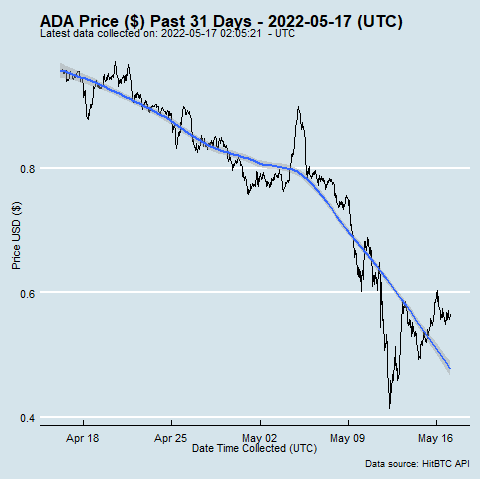 ADA Price ($) Past 31 Days - 2022-05-17 (UTC)
Latest data collected on: 2022-05-17 02:05:21 - UTC
Price USD ($)
0.8
0.6
0.4
Apr 18 Apr 25 May 02 May 09 May 16
Date Time Collected (UTC)
Data source: HitBTC API